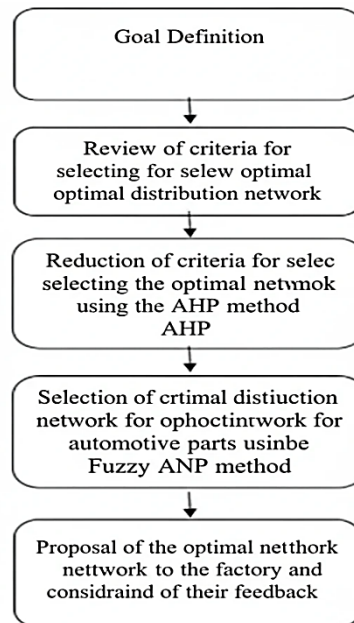 Goal Definition
Review of criteria for
selecting for selew optimal
optimal distribution network
Reduction of criteria for selec
selecting the optimal netvmok
using the AHP method
AHP
Selection of crtimal distiuction
network for ophoctintwork for
automotive parts usinbe
Fuzzy ANP method
Proposal of the optimal netthork
nettwork to the factory and
considraind of their feedback